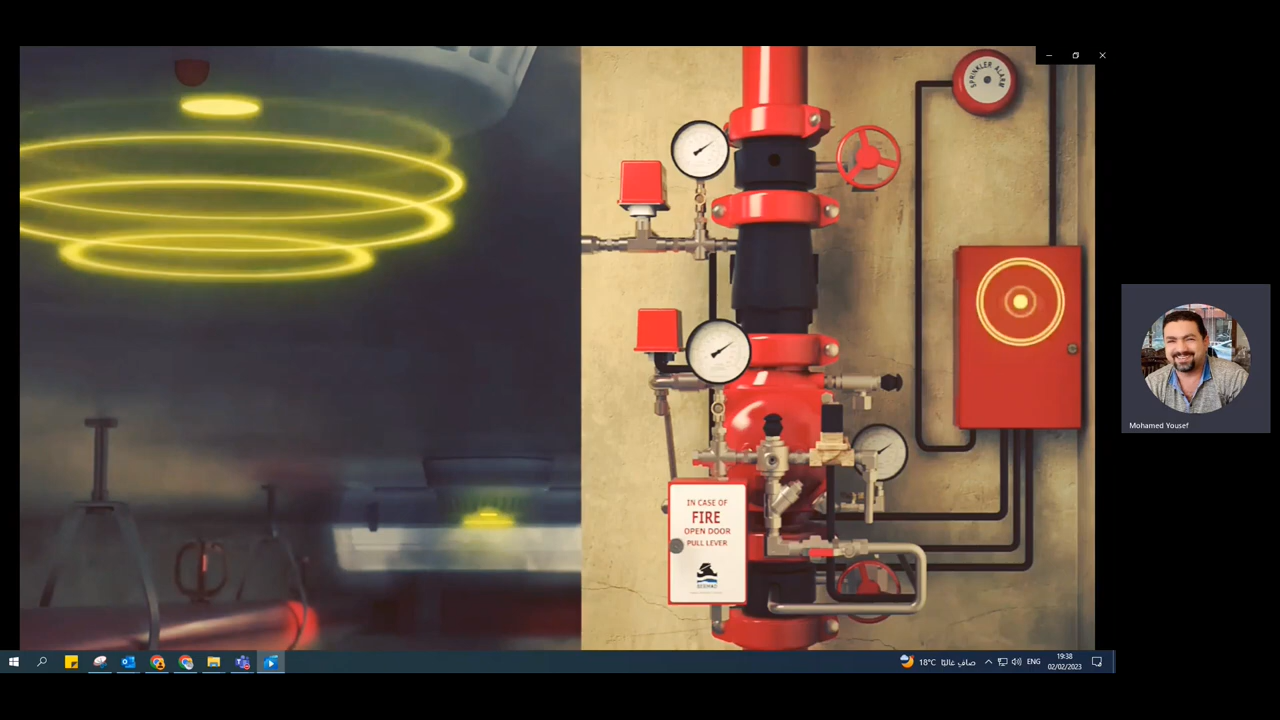 SPRINKLER ALARM
IN CASE OF
FIRE
OPEN DOOR
PULL LEVER
BERMAD
Mohamed Yousef
18°C صافٍ غالبًا
ENG
19:38
02/02/2023